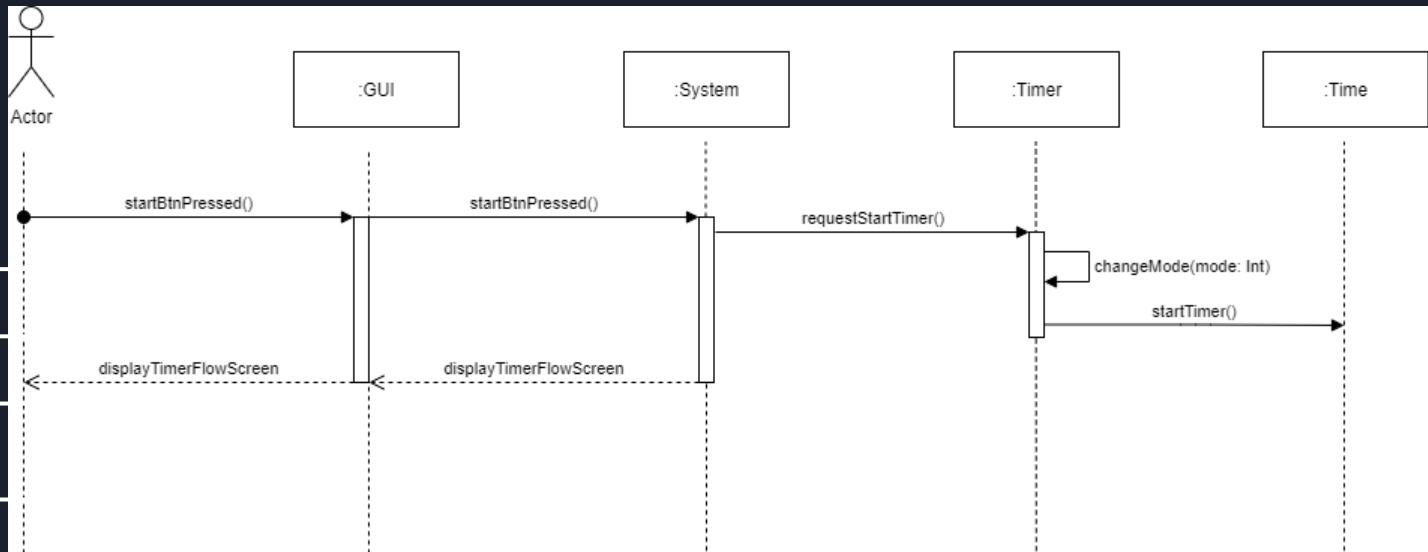 Actor
:GUI
:System
:Timer
:Time
startBtnPressed()
startBtnPressed()
requestStartTimer()
changeMode(mode: Int)
startTimer()
displayTimerFlowScreen
displayTimerFlowScreen